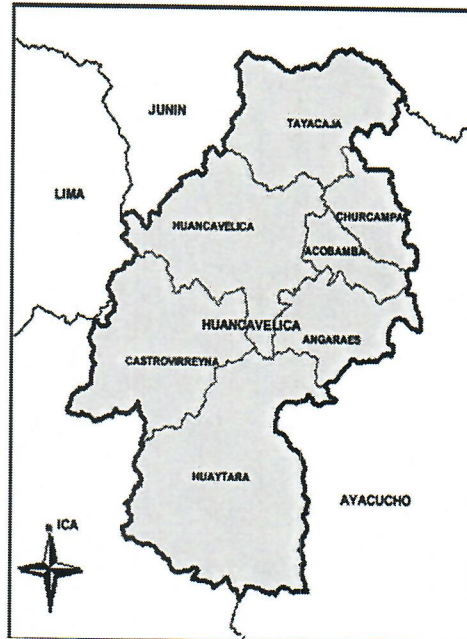 JUNIN
TAYACAJA
LIMA
CHURCAMPA
HUANCAVELICA
ACOBAMBA
HUANCAVELICA
ANGARAES
CASTROVIRREYNA
HUAYTARA
AYACUCHO
ICA